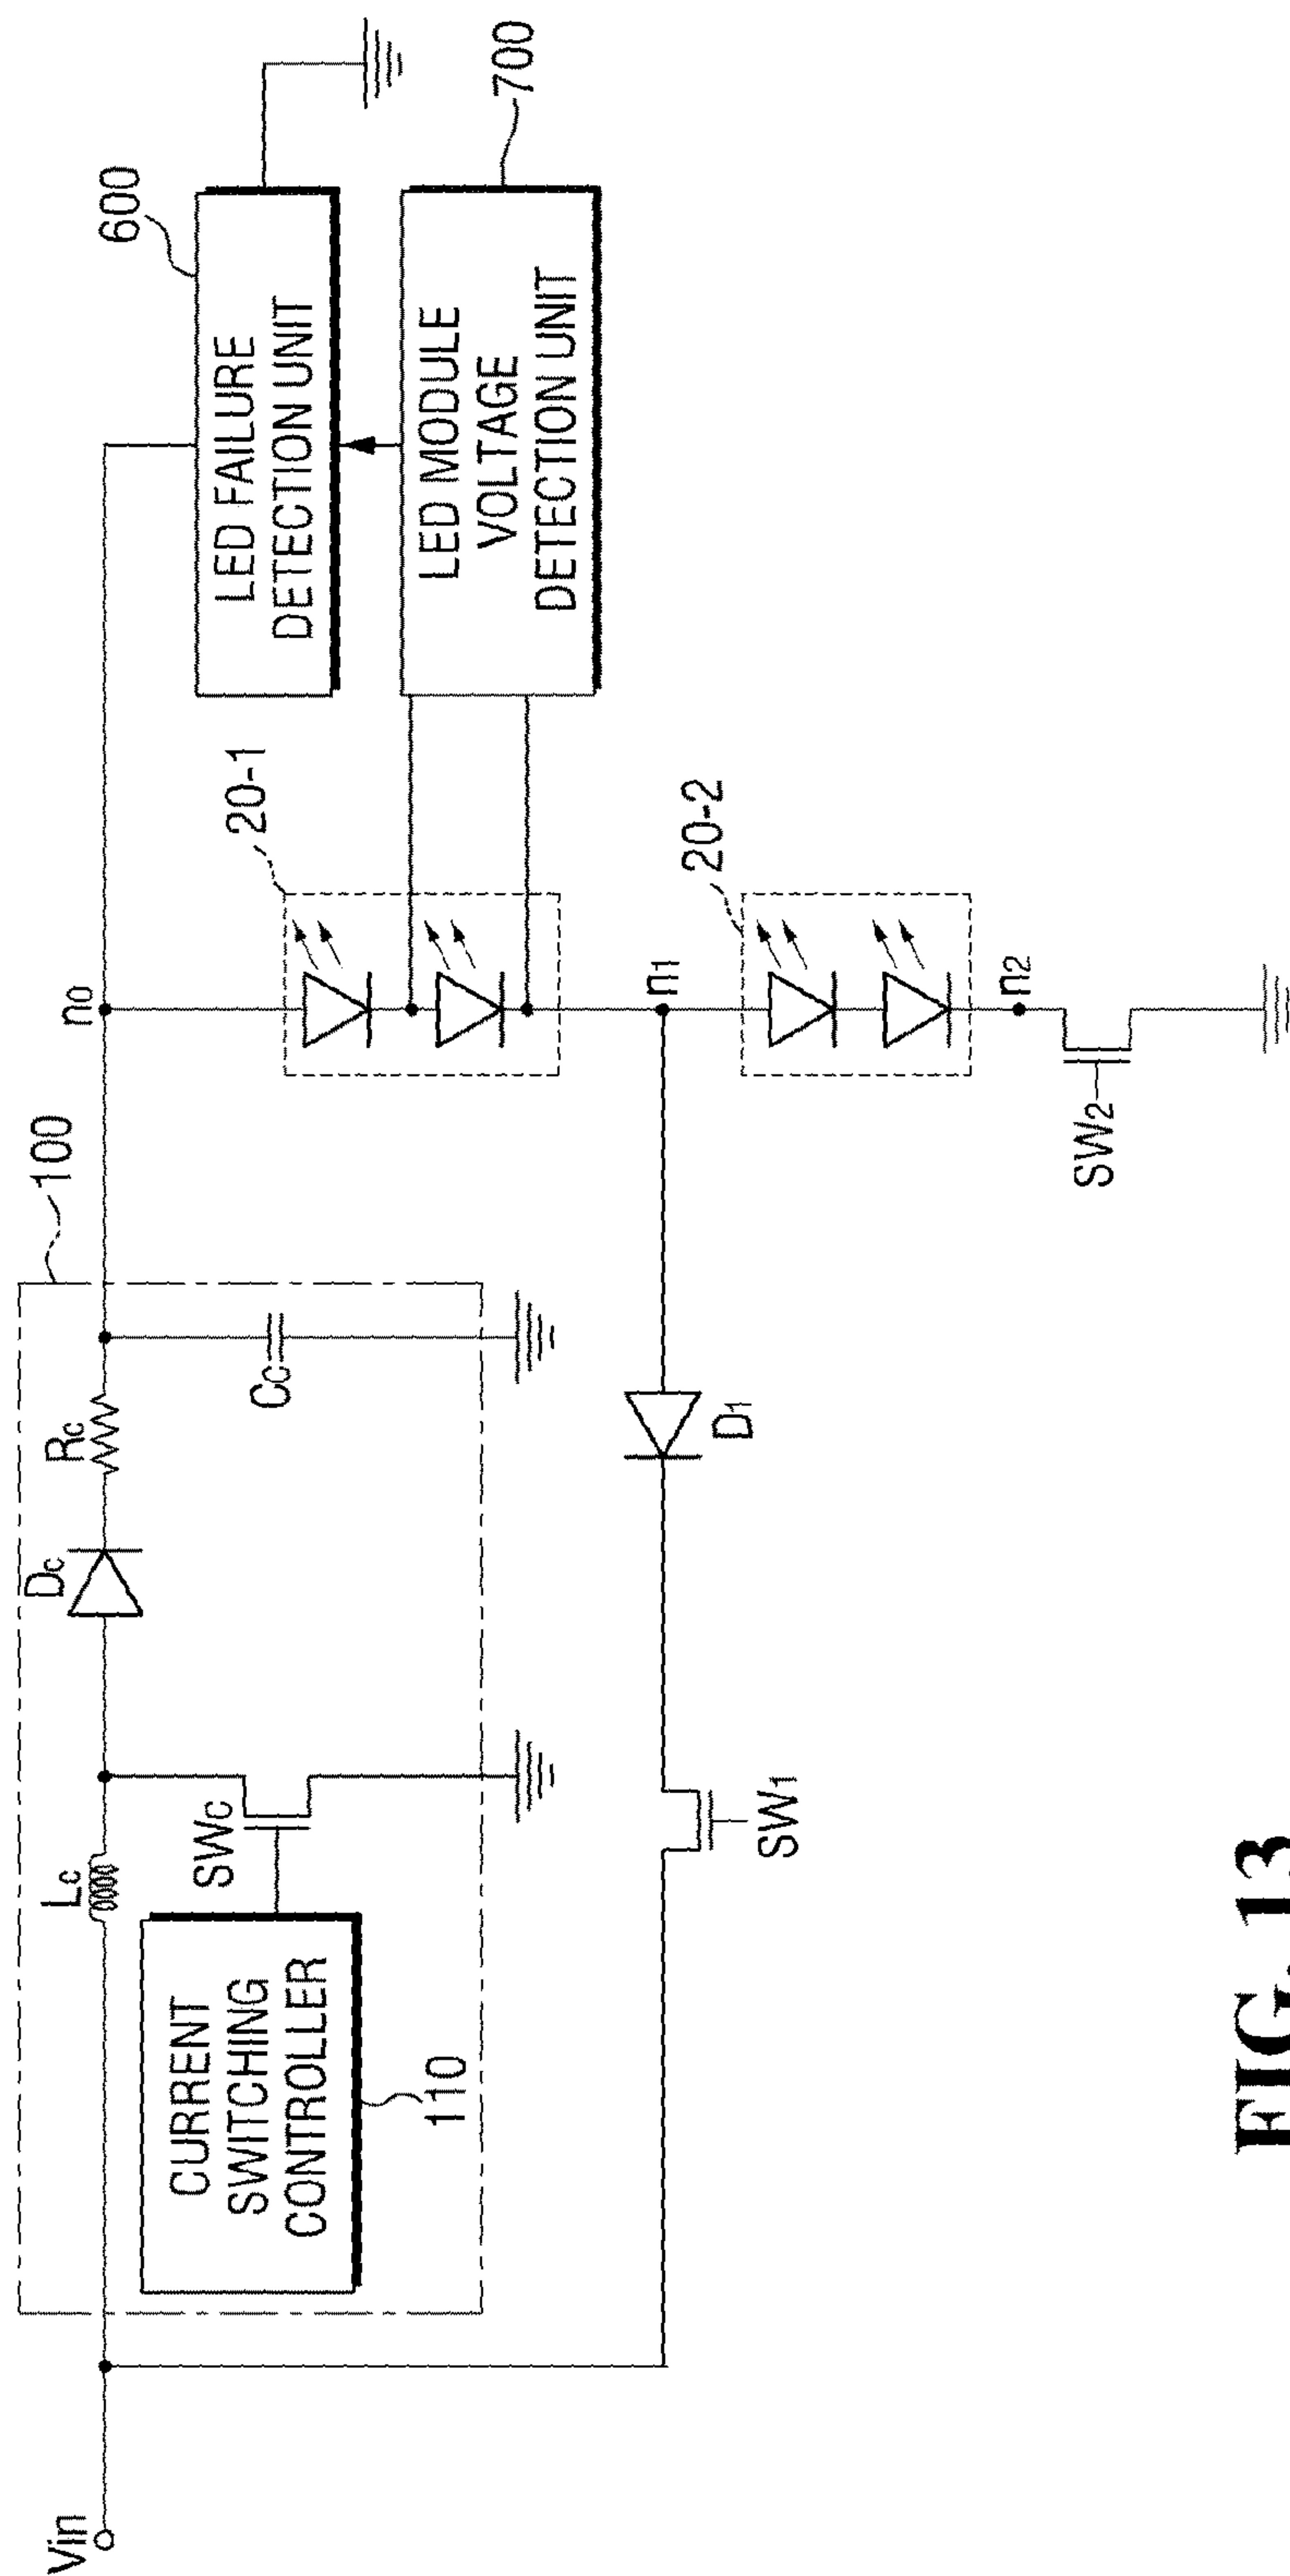 Vin
100
Lc
Dc
Rc
n0
CURRENT
SWITCHING
CONTROLLER
110
SWC
CC
600
LED FAILURE
DETECTION UNIT
20-1
LED MODULE
VOLTAGE
DETECTION UNIT
700
SW1
D1
n1
20-2
n2
SW2
FIG. 13